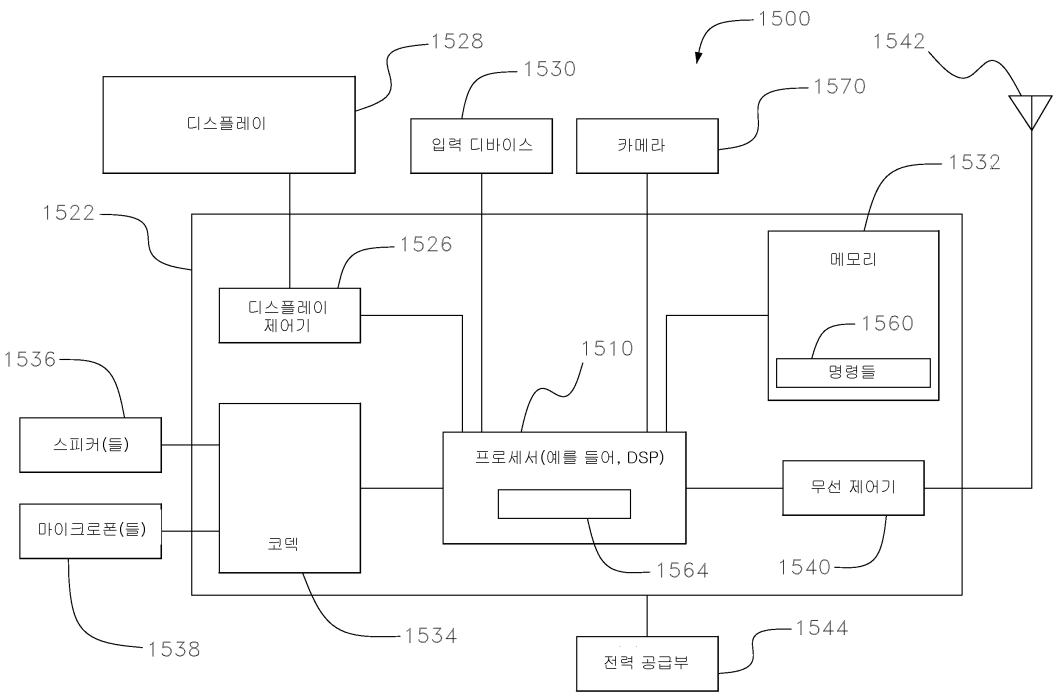 1500
1528
1542
1530
1570
디스플레이
입력 디바이스
카메라
1532
1522
1526
메모리
디스플레이
제어기
1560
1510
1536
명령들
스피커(들)
프로세서(예를 들어, DSP)
무선 제어기
마이크로폰(들)
코덱
1564
1540
1534
1538
1544
전력 공급부